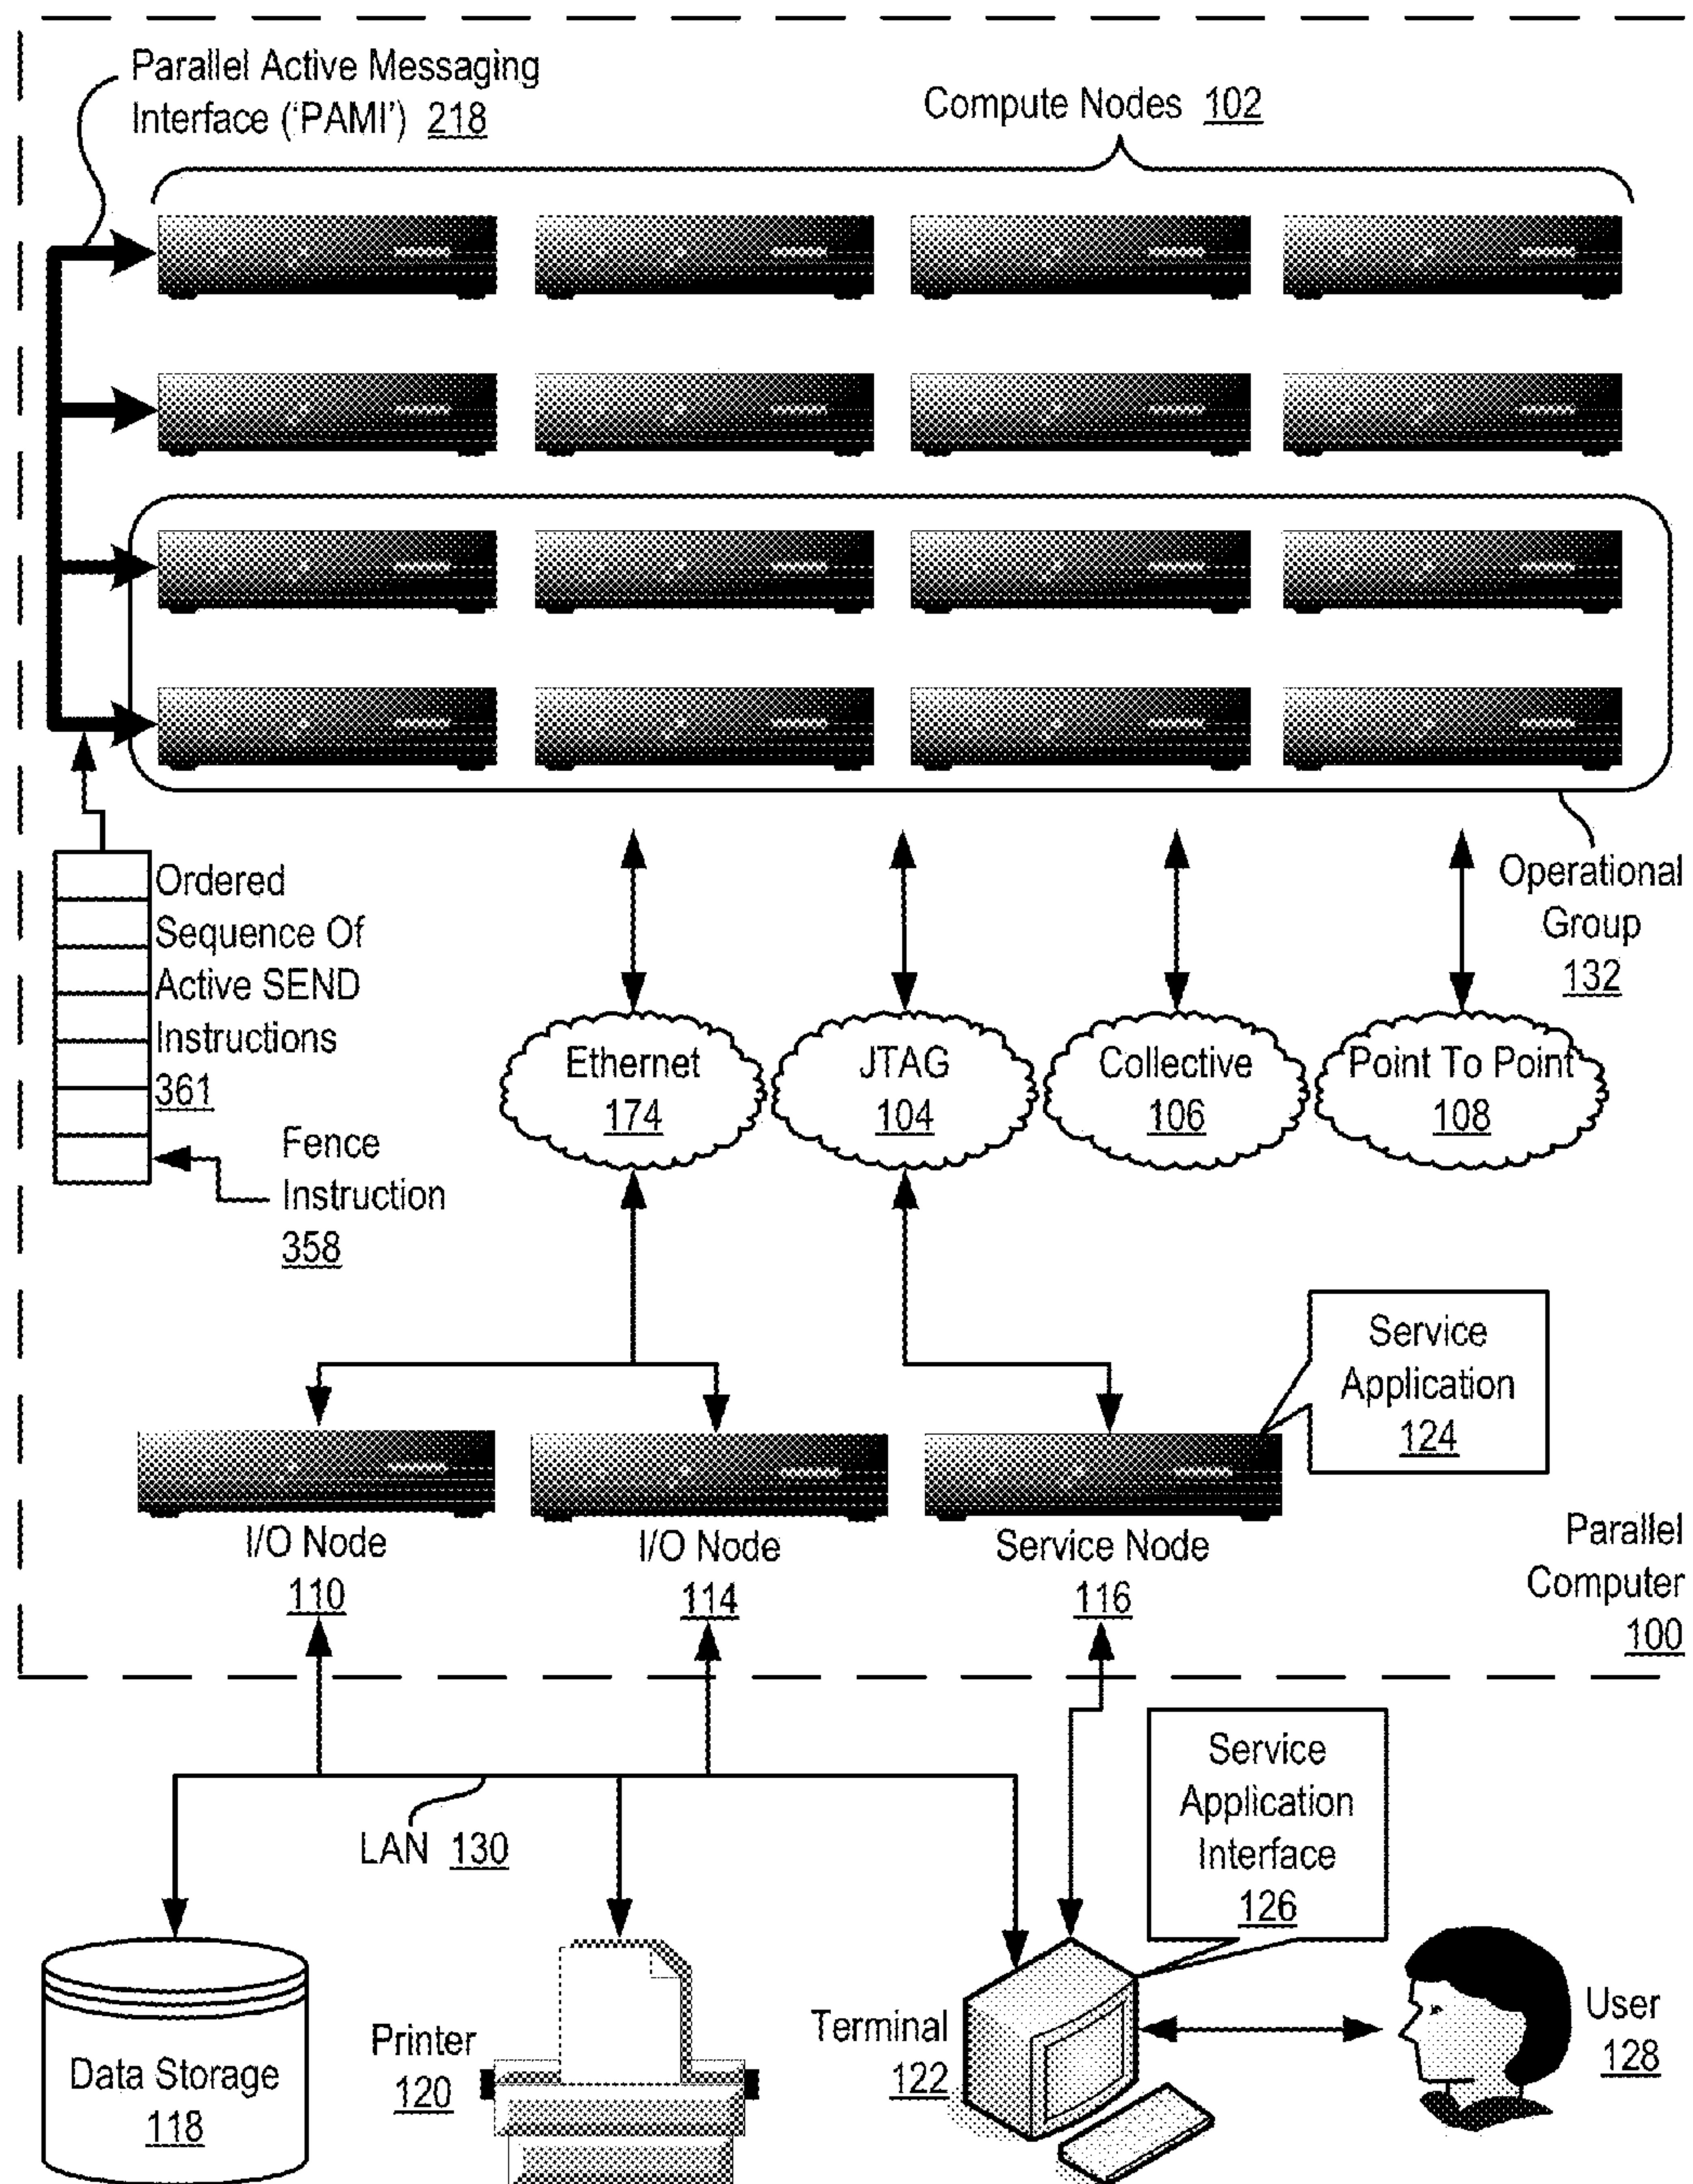 Parallel Active Messaging
Interface ('PAMI') 218
Compute Nodes 102
Ordered
Sequence Of
Active SEND
Instructions
361
Fence
Instruction
358
Operational
Group
132
Ethernet
174
JTAG
104
Collective
106
Point To Point
108
Service
Application
124
I/O Node
110
I/O Node
114
Service Node
116
Parallel
Computer
100
LAN 130
Service
Application
Interface
126
Data Storage
118
Printer
120
Terminal
122
User
128